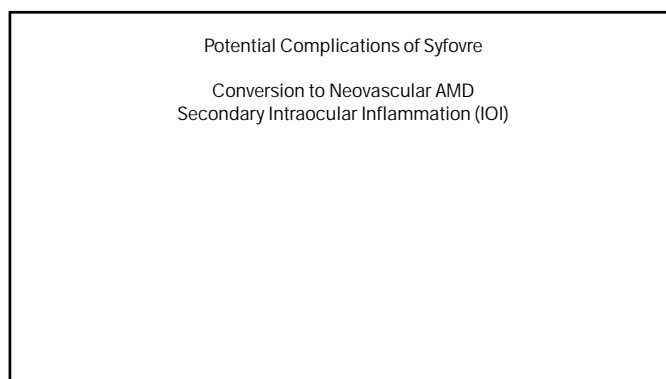 Potential Complications of Syfovre
Conversion to Neovascular AMD
Secondary Intraocular Inflammation (IOI)